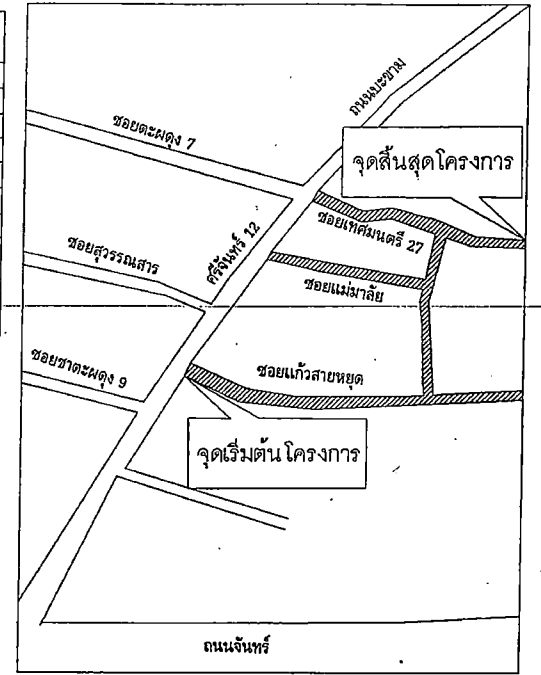 ถนนบะขาม
ซอยตะผดุง 7
จุดสิ้นสุดโครงการ
ซอยเทศมนตรี 27
ศรีจันทร์ 12
ซอยสุวรรณสาร
ซอยแม่มาลัย
ซอยชาตะผดุง 9
ซอยแก้วสายหยุด
จุดเริ่มต้นโครงการ
ถนนจันทร์